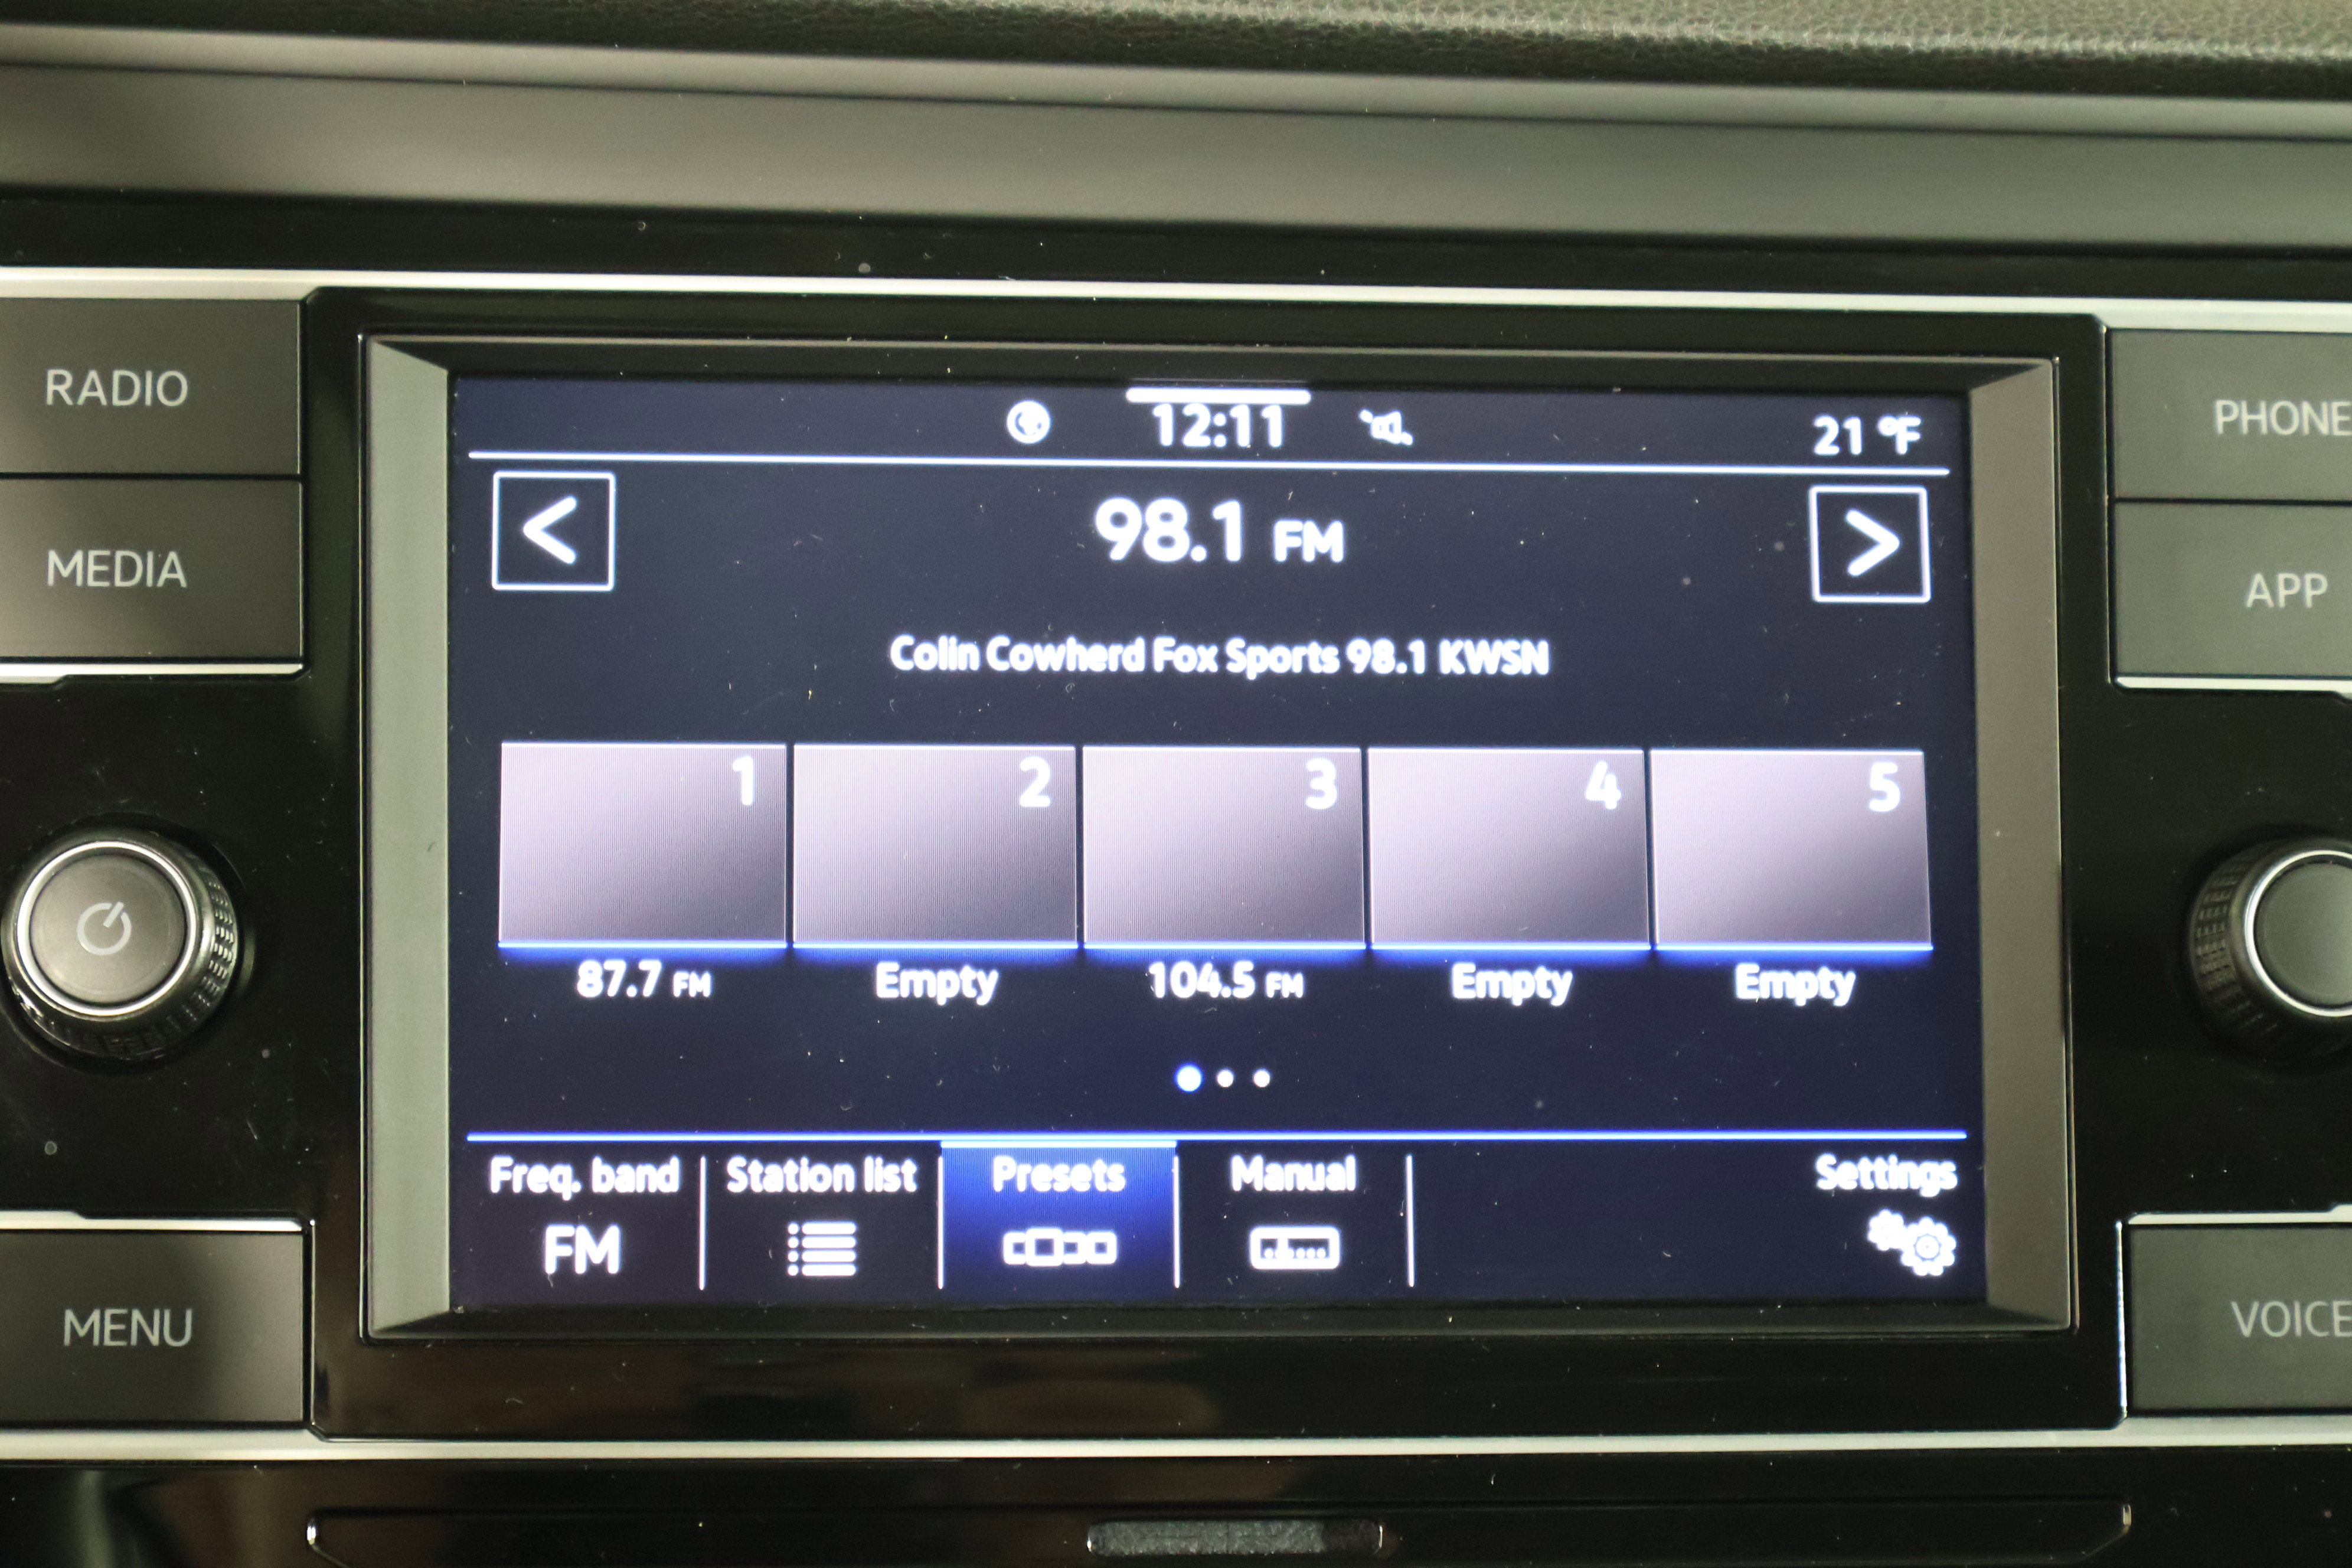 RADIO
MEDIA
MENU
12:11
21 °F
98.1 FM
Colin Cowherd Fox Sports 98.1 KWSN
1
2
3
4
5
87.7 FM
Empty
104.5 FM
Empty
Empty
Freq. band
FM
Station list
Presets
Manual
Settings
PHONE
APP
VOICE